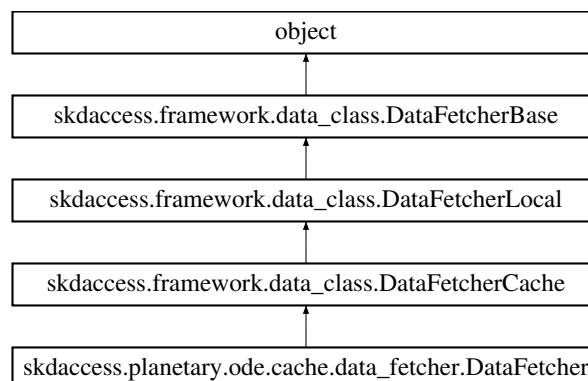 object
skdaccess.framework.data_class.DataFetcherBase
skdaccess.framework.data_class.DataFetcherLocal
skdaccess.framework.data_class.DataFetcherCache
skdaccess.planetary.ode.cache.data_fetcher.DataFetcher